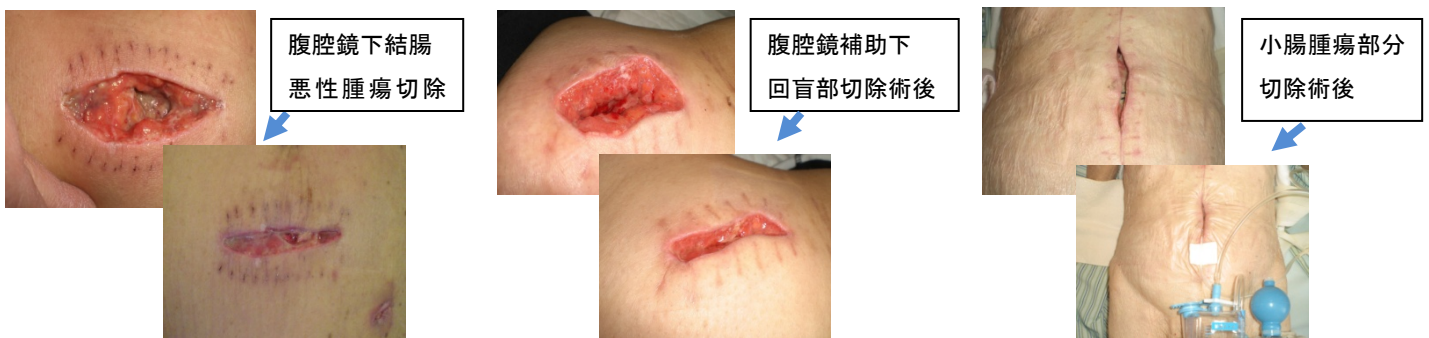 腹腔鏡下結腸
悪性腫瘍切除
腹腔鏡補助下
回盲部切除術後
小腸腫瘍部分
切除術後